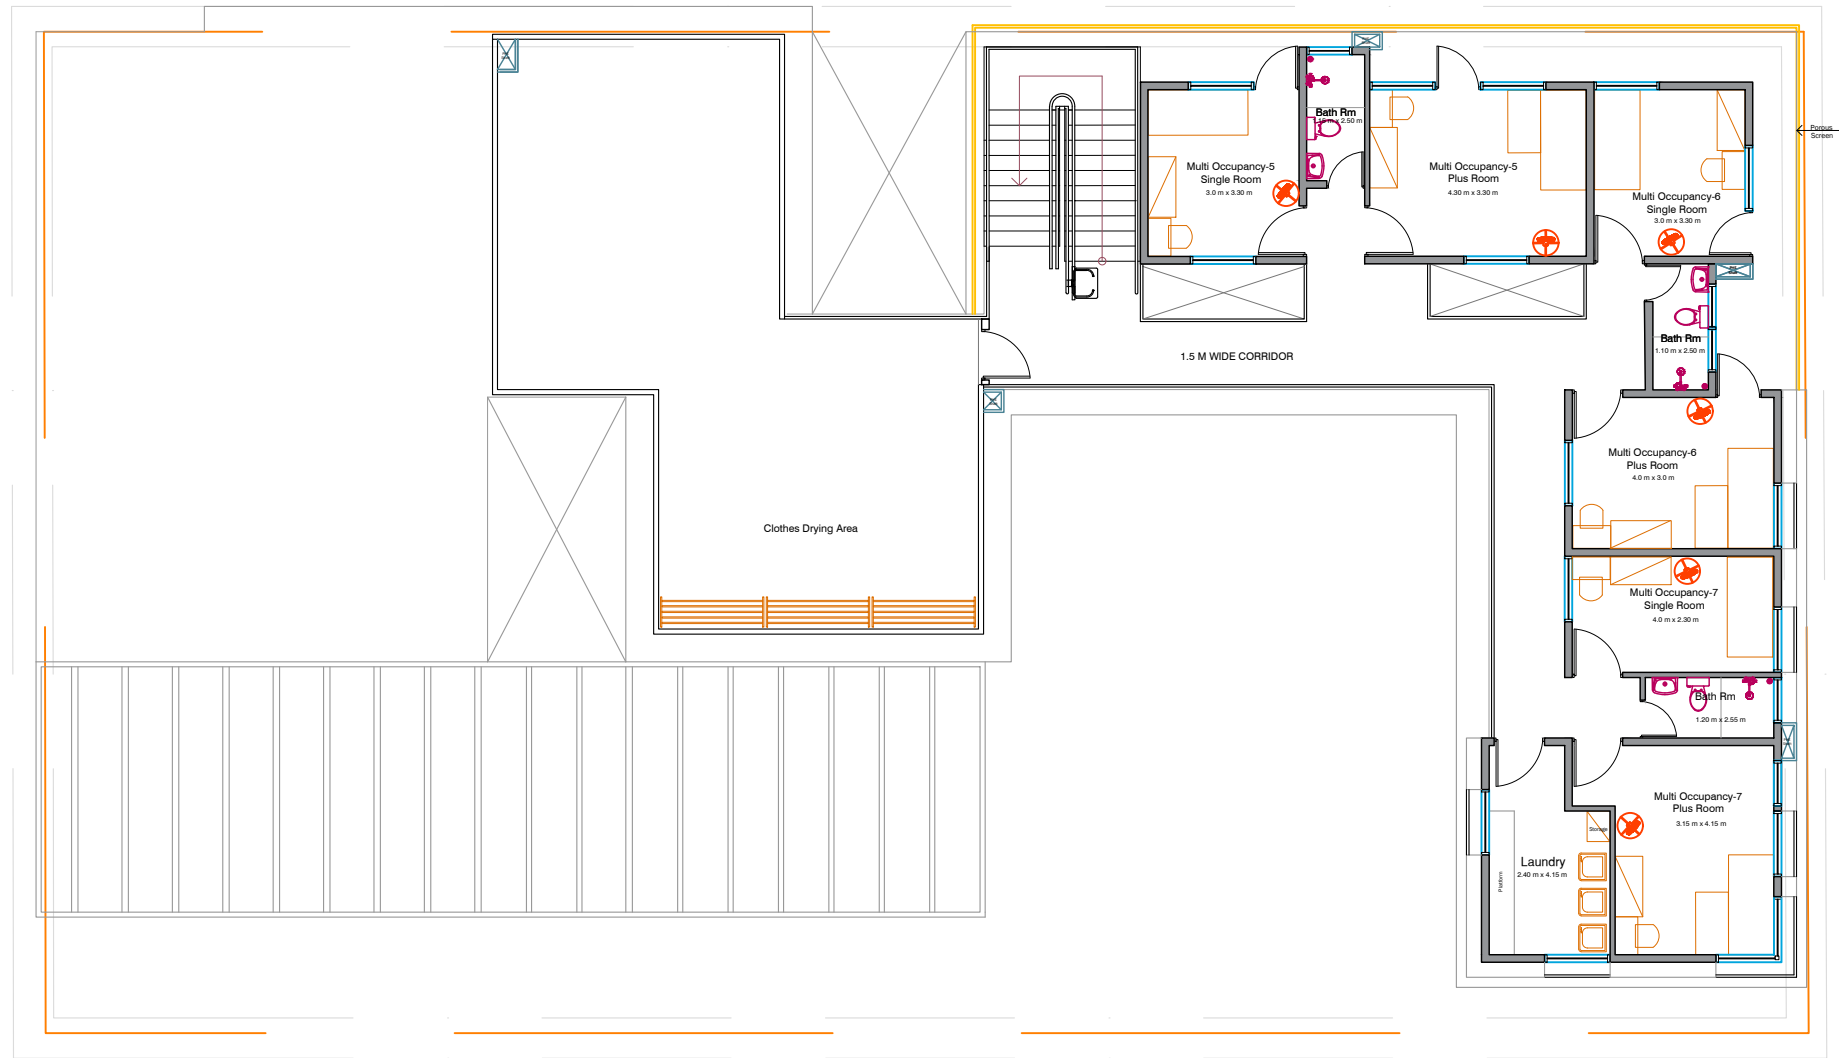 Porous
Screen
Bath Rm
1.15 m x 2.50 m
Multi Occupancy-5
Single Room
3.0 m x 3.30 m
Multi Occupancy-5
Plus Room
4.30 m x 3.30 m
Multi Occupancy-6
Single Room
3.0 m x 3.30 m
Bath Rm
1.10 m x 2.50 m
1.5 M WIDE CORRIDOR
Multi Occupancy-6
Plus Room
4.0 m x 3.0 m
Clothes Drying Area
Multi Occupancy-7
Single Room
4.0 m x 2.30 m
Bath Rm
1.20 m x 2.55 m
Multi Occupancy-7
Plus Room
3.15 m x 4.15 m
Storage
Laundry
2.40 m x 4.15 m
Platform